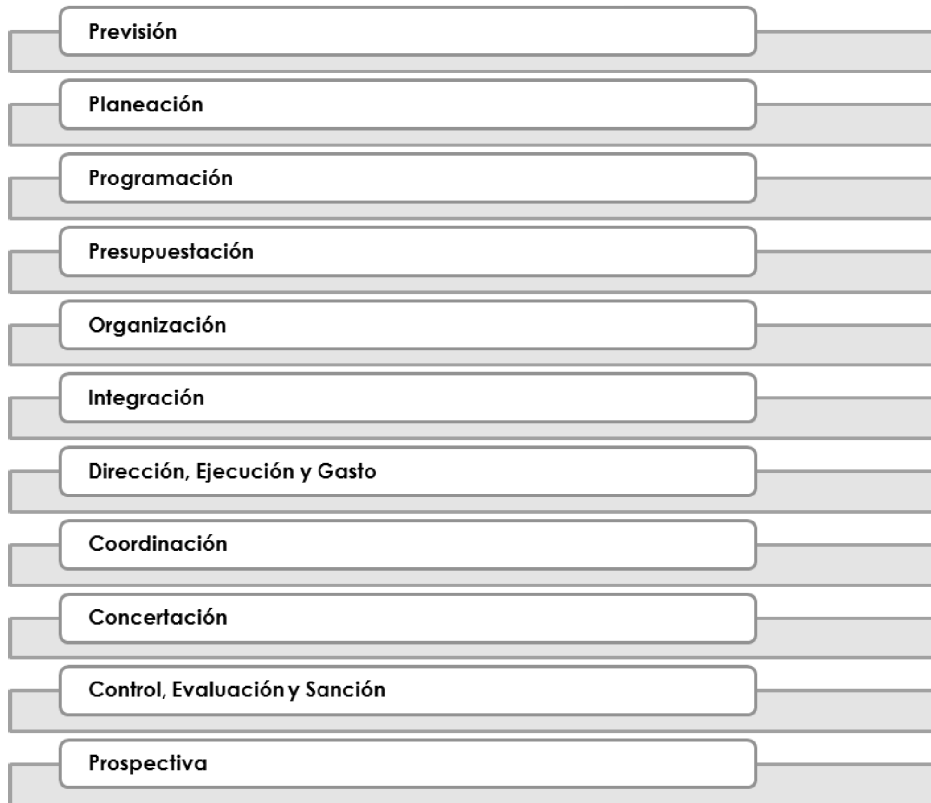 Previsión
Planeación
Programación
Presupuestación
Organización
Integración
Dirección, Ejecución y Gasto
Coordinación
Concertación
Control, Evaluación y Sanción
Prospectiva